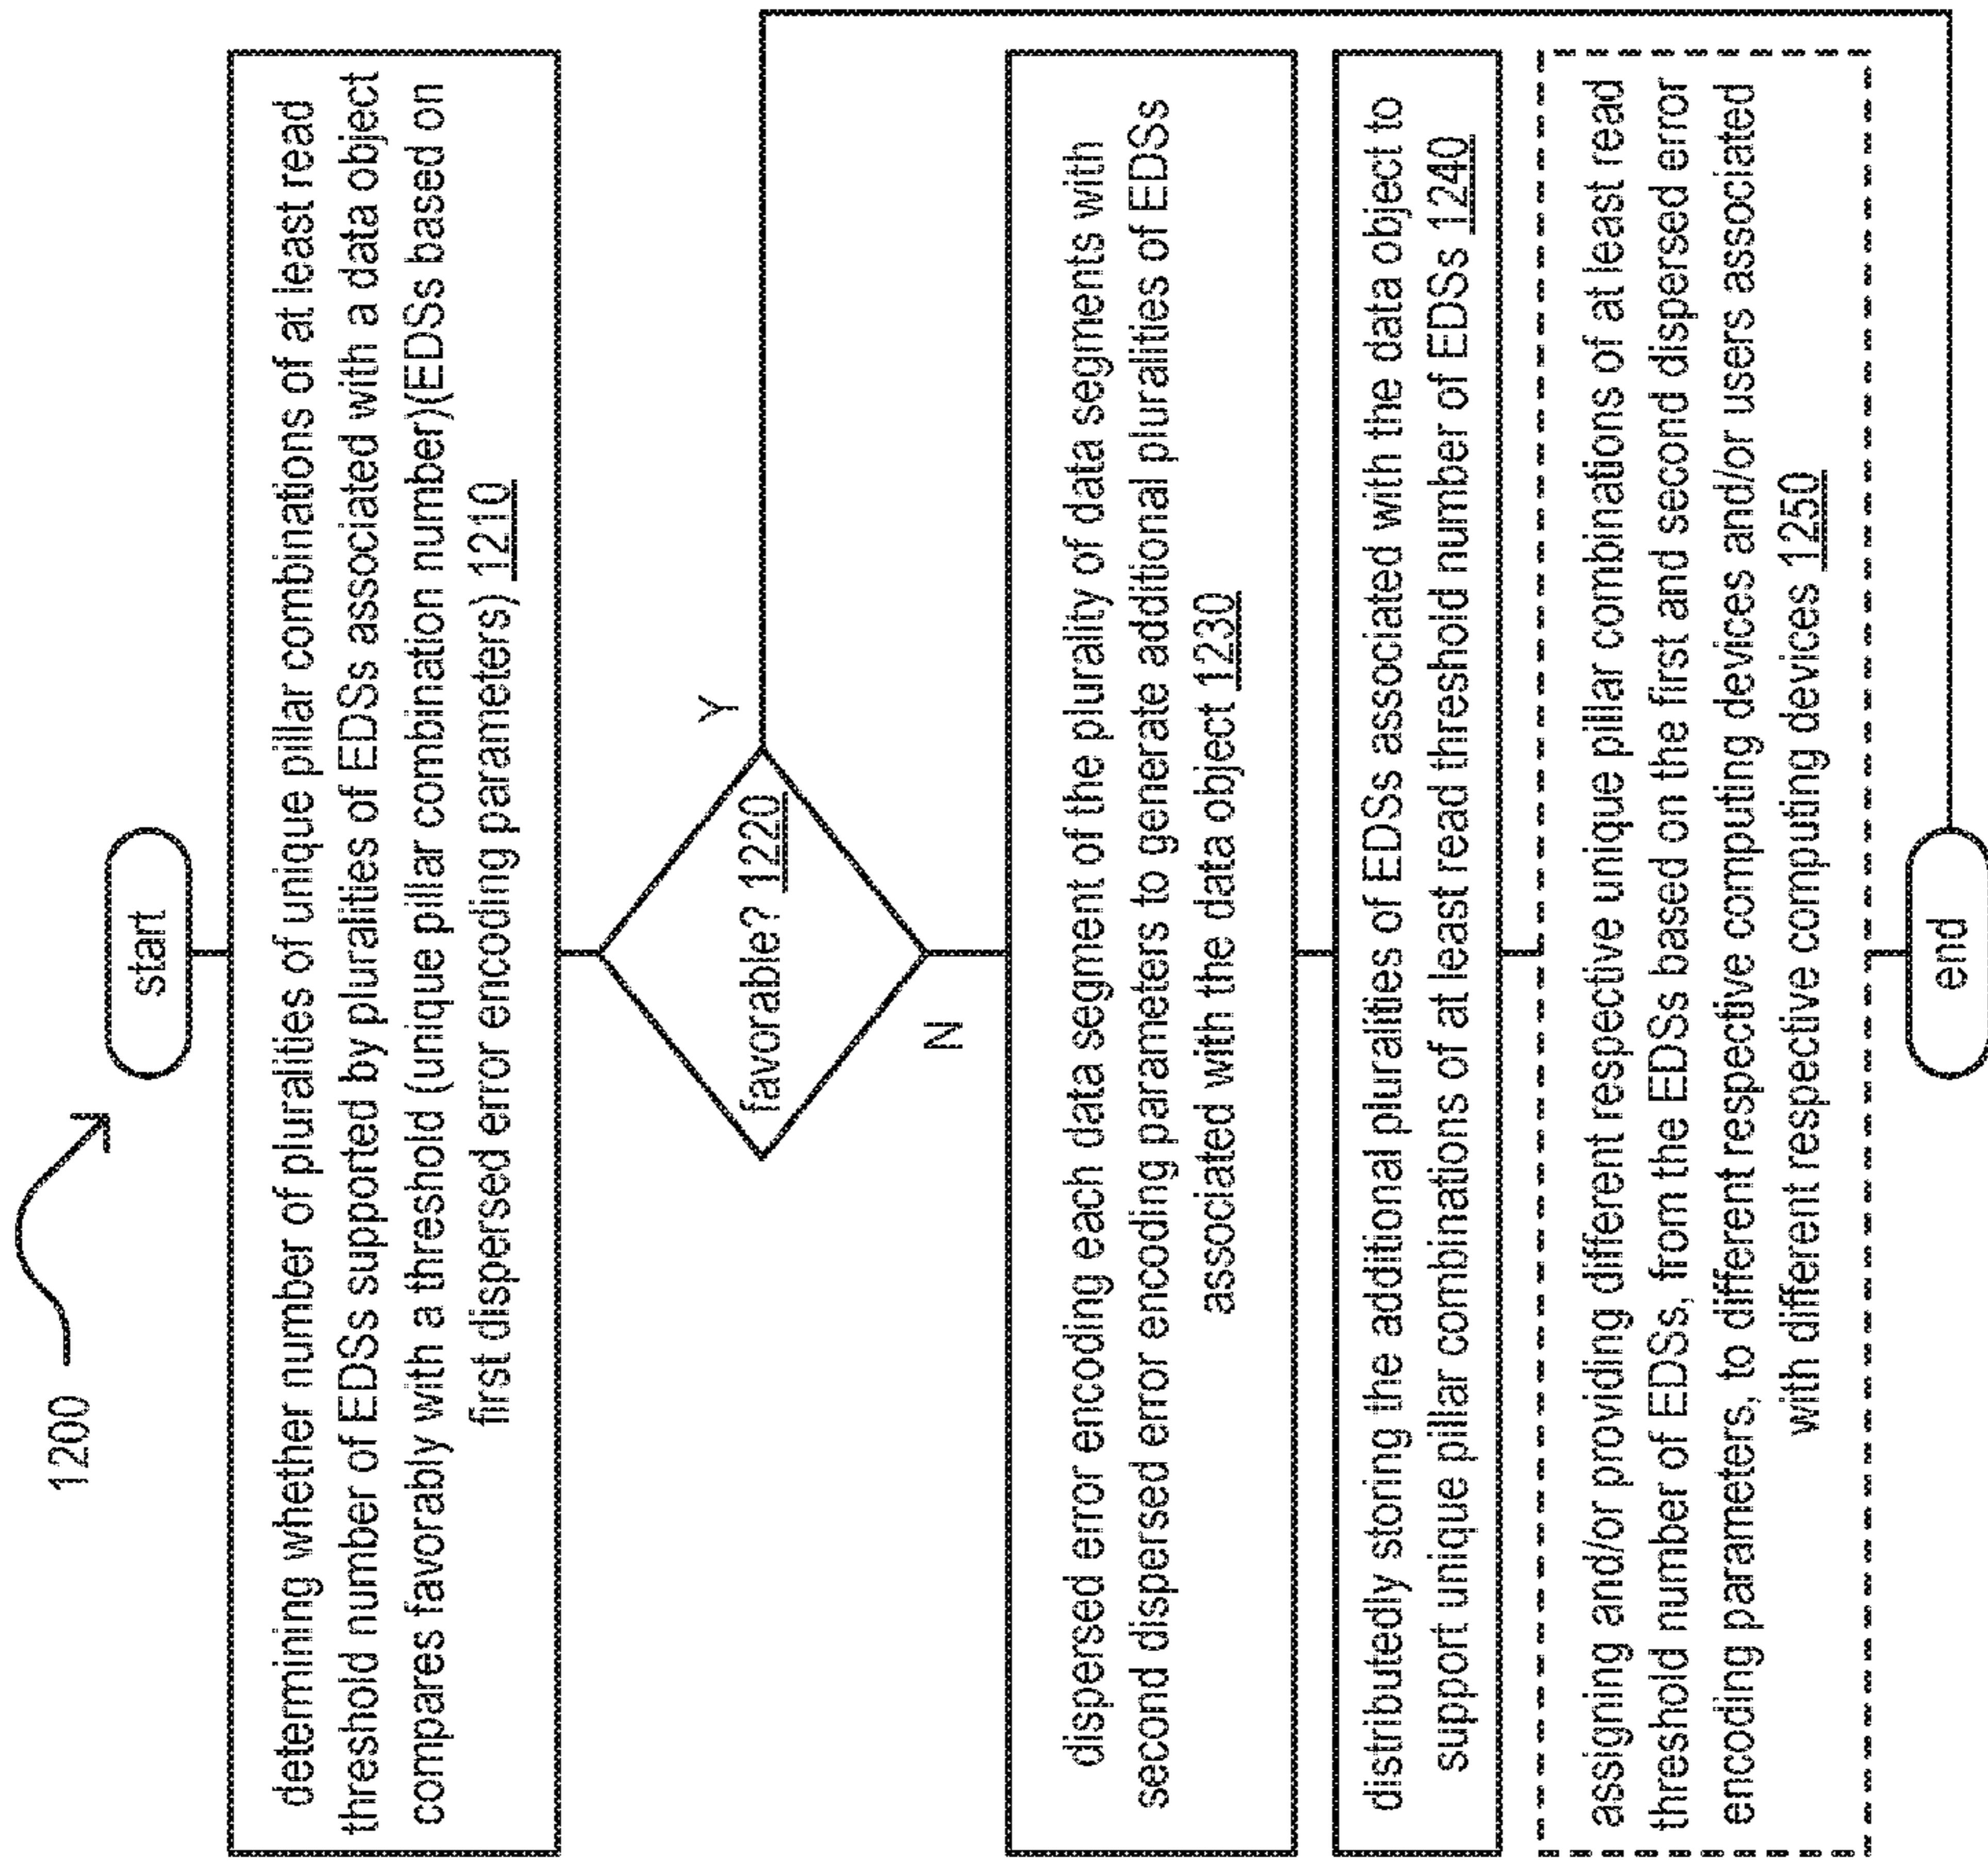 1200
start
determining whether number of pluralities of unique pillar combinations of at least read
threshold number of EDSs supported by pluralities of EDSs associated with a data object
compares favorably with a threshold (unique pillar combination number)(EDSs based on
first dispersed error encoding parameters) 1210
favorable? 1220
Y
N
dispersed error encoding each data segment of the plurality of data segments with
second dispersed error encoding parameters to generate additional pluralities of EDSs
associated with the data object 1230
distributedly storing the additional pluralities of EDSs associated with the data object to
support unique pillar combinations of at least read threshold number of EDSs 1240
assigning and/or providing different respective unique pillar combinations of at least read
threshold number of EDSs, from the EDSs based on the first and second dispersed error
encoding parameters, to different respective computing devices and/or users associated
with different respective computing devices 1250
end